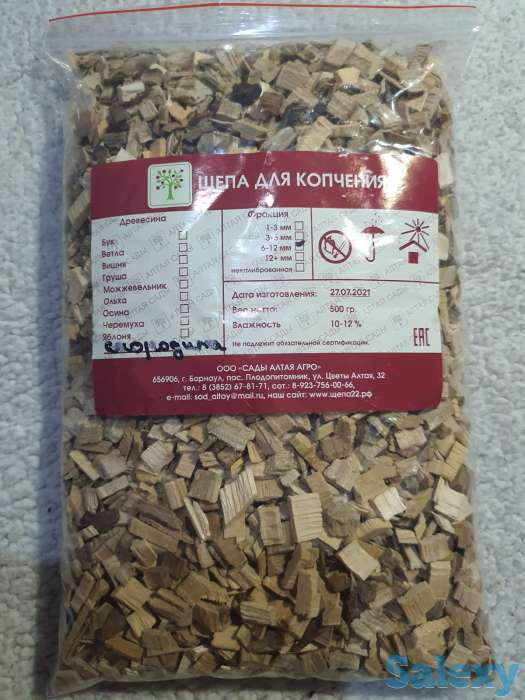 ЩЕПА ДЛЯ КОПЧЕНИЯ
Древесина
Бук
Ветла
Вишня
Груша
Можжевельник
Ольха
Осина
Черемуха
Яблоня
смородина
Фракция
1-3 мм
3-6 мм
6-12 мм
12+ мм
некалиброванная
Дата изготовления: 27.07.2021
Вес нетто: 500 гр.
Влажность 10-12 %
Не подлежит обязательной сертификации.
EAC
ООО «САДЫ АЛТАЯ АГРО»
656906, г. Барнаул, пос. Плодопитомник, ул. Цветы Алтая, 32
тел.: 8 (3852) 67-81-71, сот.: 8-923-756-00-66,
e-mail: sad_altay@mail.ru, наш сайт: www.щепа22.рф
Salexy